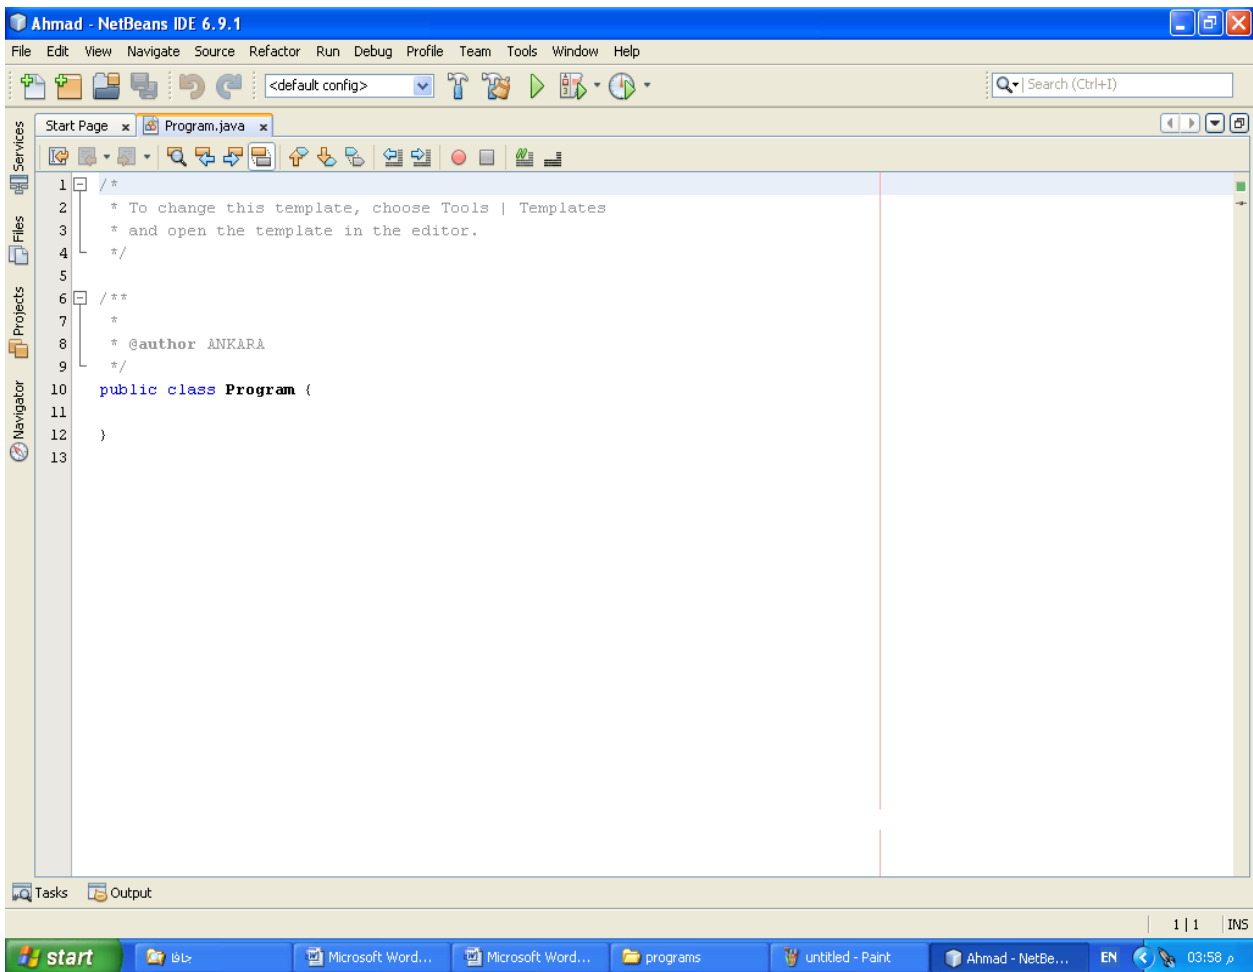 Ahmad - NetBeans IDE 6.9.1
File Edit View Navigate Source Refactor Run Debug Profile Team Tools Window Help
<default config>
Search (Ctrl+I)
Start Page x Program.java x
Services
Files
Projects
Navigator
1 /*
2 * To change this template, choose Tools | Templates
3 * and open the template in the editor.
4 */
5
6 /**
7 *
8 * @author ANKARA
9 */
10 public class Program {
11
12 }
13
Tasks Output
1 | 1 INS
start جافا Microsoft Word... Microsoft Word... programs untitled - Paint Ahmad - NetBe... EN 03:58 م